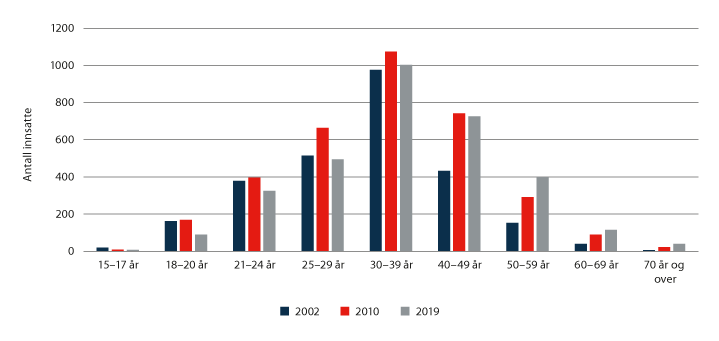 1200
1000
800
600
400
200
0
Antall innsatte
15–17 år 18–20 år 21–24 år 25–29 år 30–39 år 40–49 år 50–59 år 60–69 år 70 år og
over
2002 2010 2019